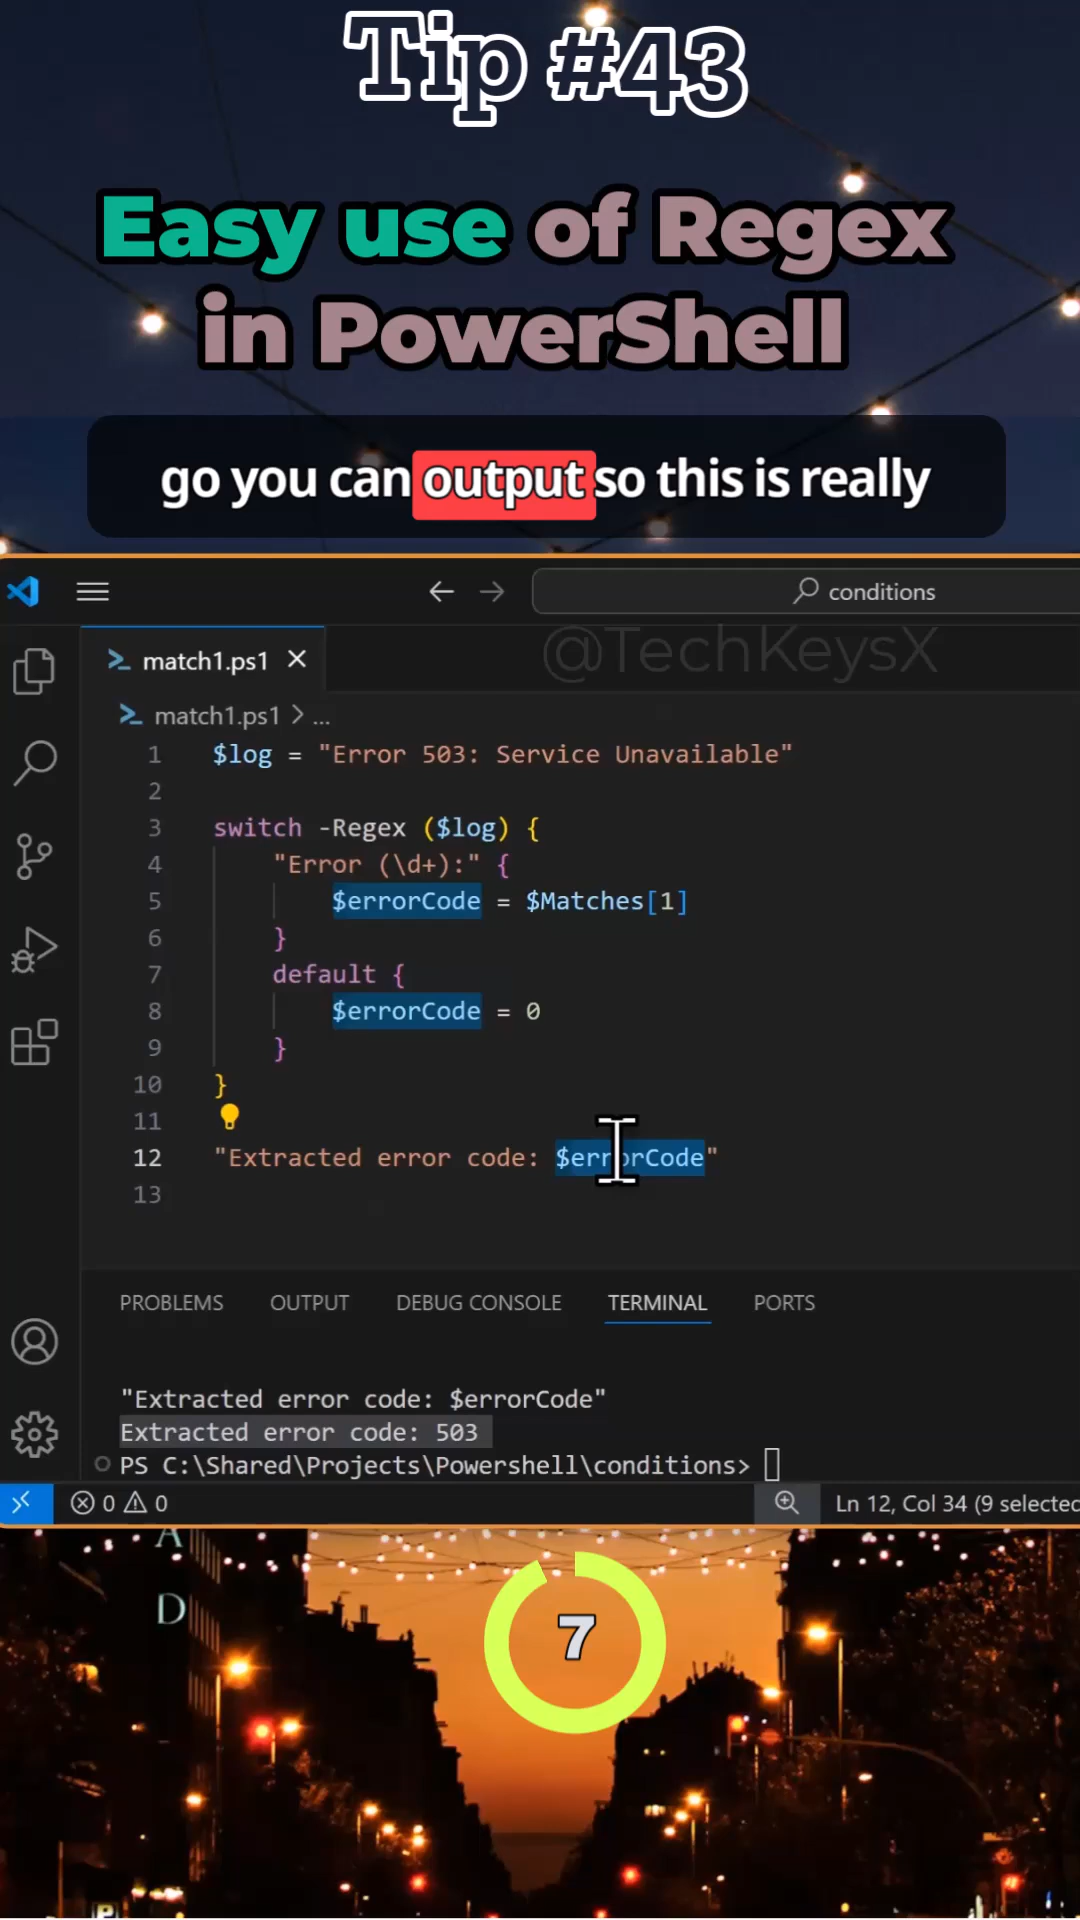 Tip #43
Easy use of Regex
in PowerShell
go you can output so this is really
conditions
@TechKeysX
match1.ps1
match1.ps1 > ...
1 $log = "Error 503: Service Unavailable"
2
3 switch -Regex ($log) {
4 "Error (\d+):" {
5 $errorCode = $Matches[1]
6 }
7 default {
8 $errorCode = 0
9 }
10 }
11
12 "Extracted error code: $errorCode"
13
PROBLEMS OUTPUT DEBUG CONSOLE TERMINAL PORTS
"Extracted error code: $errorCode"
Extracted error code: 503
PS C:\Shared\Projects\Powershell\conditions>
0 0 Ln 12, Col 34 (9 selected
A
D
7
P